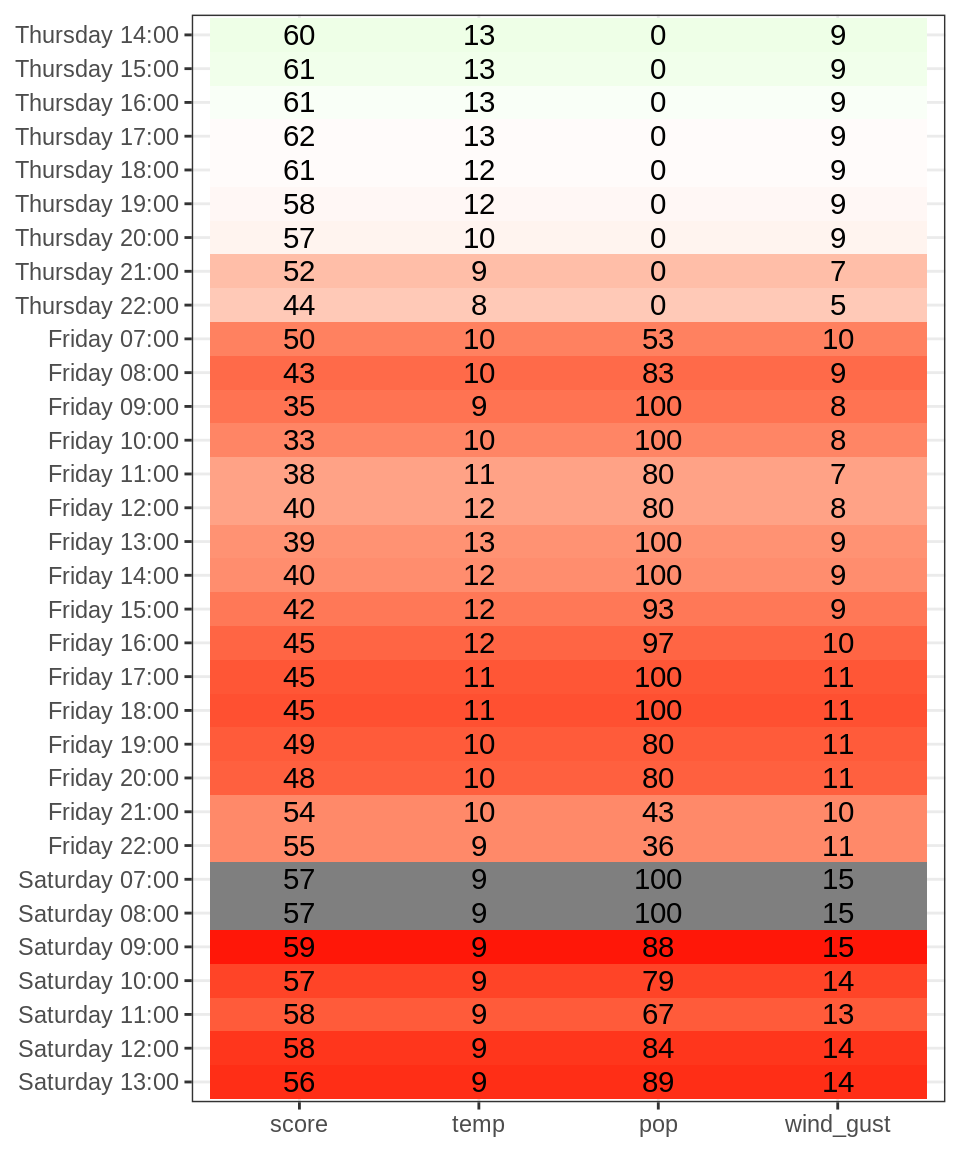 Thursday 14:00 60 13 0 9
Thursday 15:00 61 13 0 9
Thursday 16:00 61 13 0 9
Thursday 17:00 62 13 0 9
Thursday 18:00 61 12 0 9
Thursday 19:00 58 12 0 9
Thursday 20:00 57 10 0 9
Thursday 21:00 52 9 0 7
Thursday 22:00 44 8 0 5
Friday 07:00 50 10 53 10
Friday 08:00 43 10 83 9
Friday 09:00 35 9 100 8
Friday 10:00 33 10 100 8
Friday 11:00 38 11 80 7
Friday 12:00 40 12 80 8
Friday 13:00 39 13 100 9
Friday 14:00 40 12 100 9
Friday 15:00 42 12 93 9
Friday 16:00 45 12 97 10
Friday 17:00 45 11 100 11
Friday 18:00 45 11 100 11
Friday 19:00 49 10 80 11
Friday 20:00 48 10 80 11
Friday 21:00 54 10 43 10
Friday 22:00 55 9 36 11
Saturday 07:00 57 9 100 15
Saturday 08:00 57 9 100 15
Saturday 09:00 59 9 88 15
Saturday 10:00 57 9 79 14
Saturday 11:00 58 9 67 13
Saturday 12:00 58 9 84 14
Saturday 13:00 56 9 89 14
score temp pop wind_gust